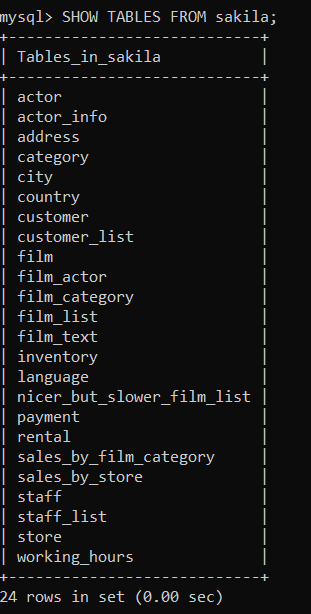 mysql> SHOW TABLES FROM sakila;
+----------------------------+
| Tables_in_sakila           |
+----------------------------+
| actor                      |
| actor_info                 |
| address                    |
| category                   |
| city                       |
| country                    |
| customer                   |
| customer_list              |
| film                       |
| film_actor                 |
| film_category              |
| film_list                  |
| film_text                  |
| inventory                  |
| language                   |
| nicer_but_slower_film_list |
| payment                    |
| rental                     |
| sales_by_film_category     |
| sales_by_store             |
| staff                      |
| staff_list                 |
| store                      |
| working_hours              |
+----------------------------+
24 rows in set (0.00 sec)